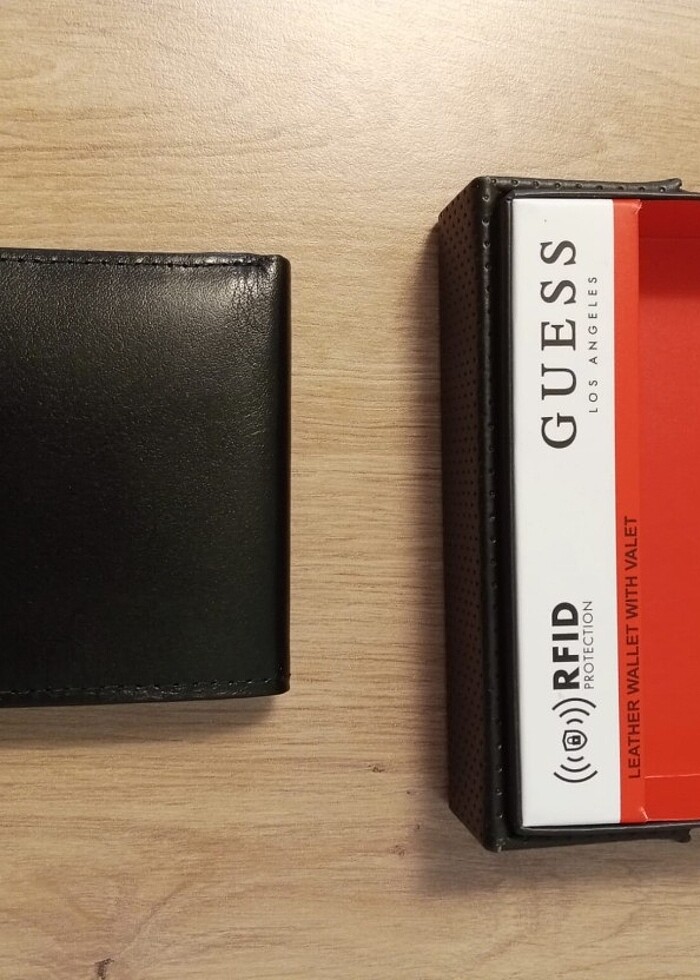 GUESS
LOS ANGELES
RFID
PROTECTION
LEATHER WALLET WITH VALET